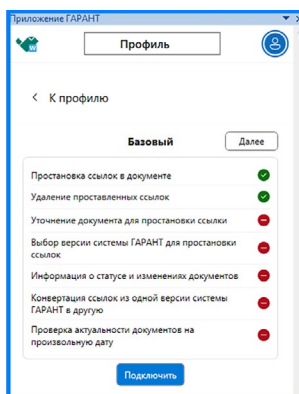 Приложение ГАРАНТ
W
Профиль
< К профилю
Базовый
Далее
Простановка ссылок в документе
Удаление проставленных ссылок
Уточнение документа для простановки ссылки
Выбор версии системы ГАРАНТ для простановки
ссылок
Информация о статусе и изменениях документов
Конвертация ссылок из одной версии системы
ГАРАНТ в другую
Проверка актуальности документов на
произвольную дату
Подключить